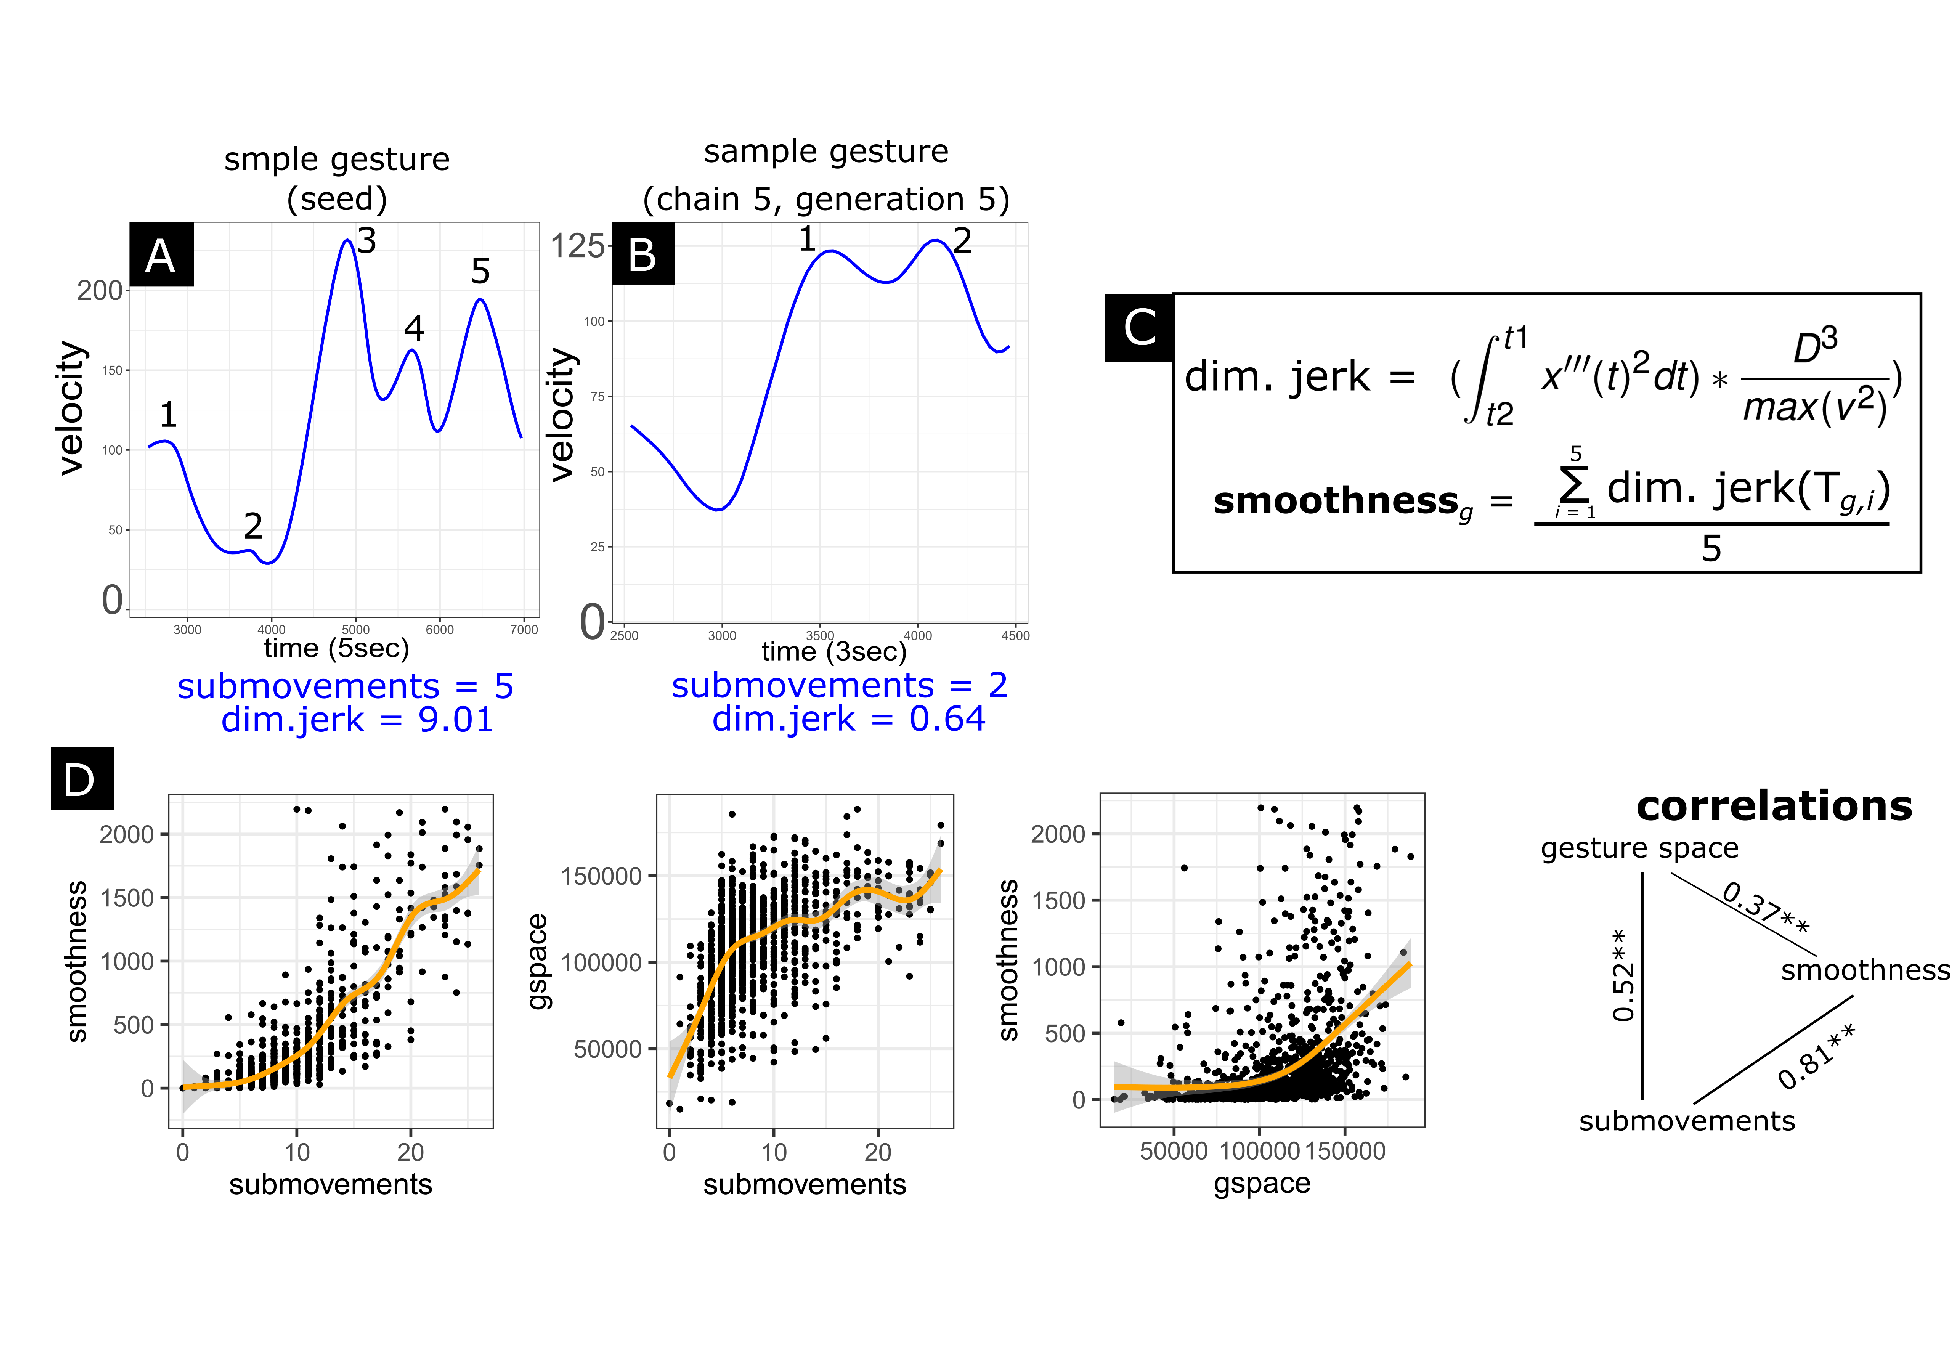 smple gesture
(seed)
A
1
2
3
4
5
velocity
200
150
100
50
0
3000 4000 5000 6000 7000
time (5sec)
submovements = 5
dim.jerk = 9.01
sample gesture
(chain 5, generation 5)
B
1
2
velocity
125
100
75
50
25
0
2500 3000 3500 4000 4500
time (3sec)
submovements = 2
dim.jerk = 0.64
C
dim. jerk = (∫ t1 t2 x′′′(t)² dt) ∗ D³ / max(v²))
smoothness g = 5 Σ i = 1 dim. jerk(T g,i) / 5
D
smoothness
2000
1500
1000
500
0
0 10 20
submovements
gspace
150000
100000
50000
0 10 20
submovements
smoothness
2000
1500
1000
500
0
50000 100000 150000
gspace
correlations
gesture space
0.37**
0.52**
smoothness
0.81**
submovements